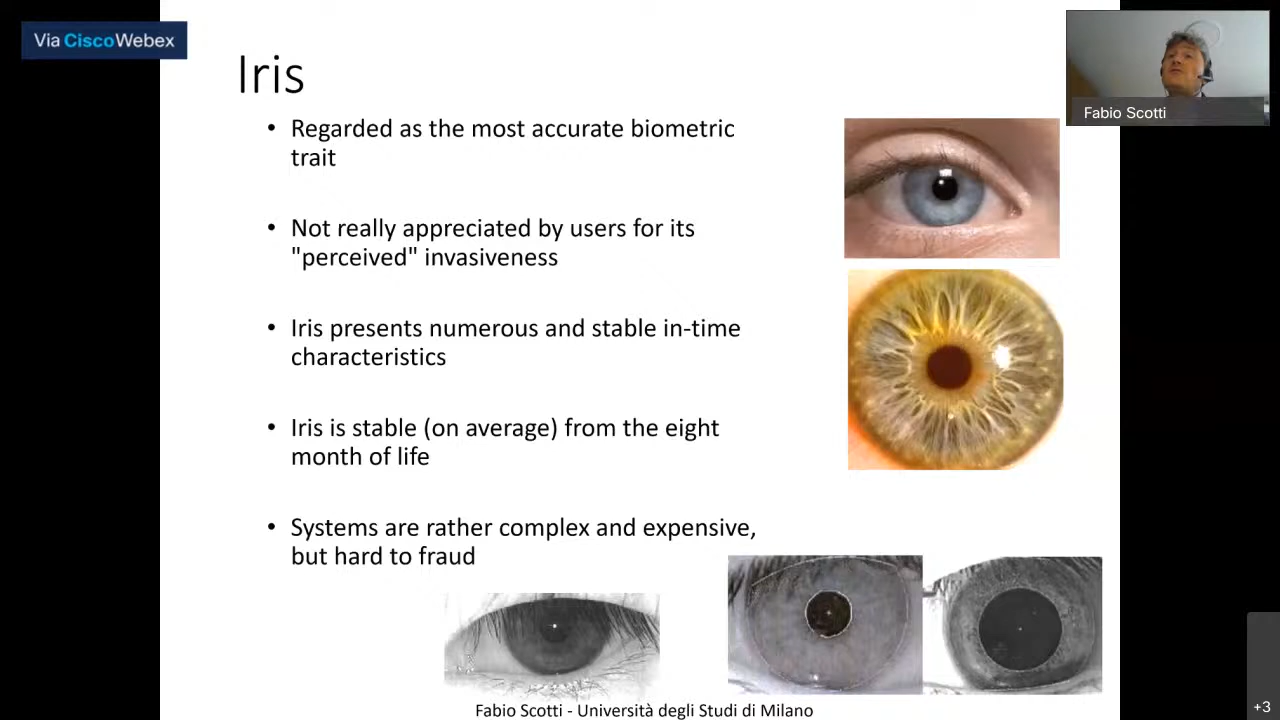 Via Cisco Webex
Iris
• Regarded as the most accurate biometric
trait
• Not really appreciated by users for its
"perceived" invasiveness
• Iris presents numerous and stable in-time
characteristics
• Iris is stable (on average) from the eight
month of life
• Systems are rather complex and expensive,
but hard to fraud
Fabio Scotti - Università degli Studi di Milano
Fabio Scotti
+3